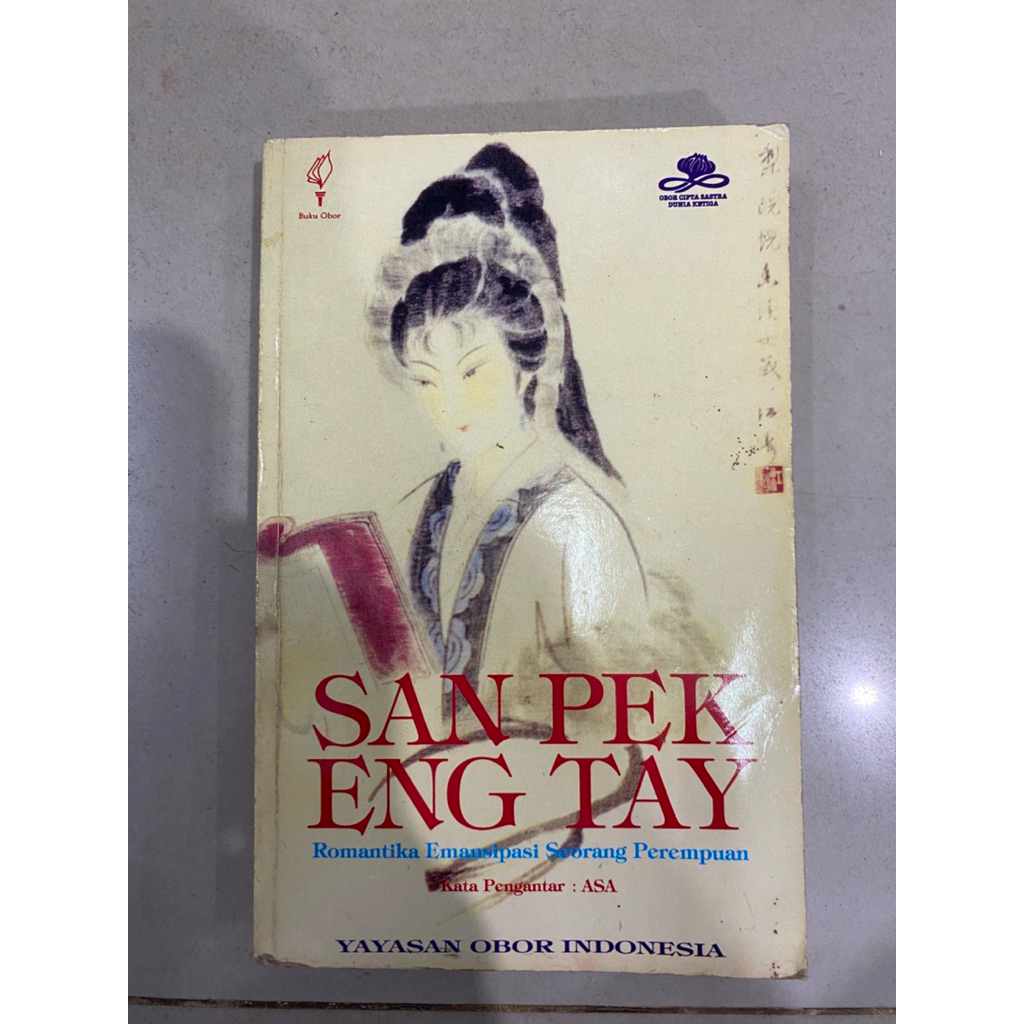 Buku Obor
OBOR CIPTA SASTRA
DUNIA KETIGA
SAN PEK
ENG TAY
Romantika Emansipasi Seorang Perempuan
Kata Pengantar : ASA
YAYASAN OBOR INDONESIA